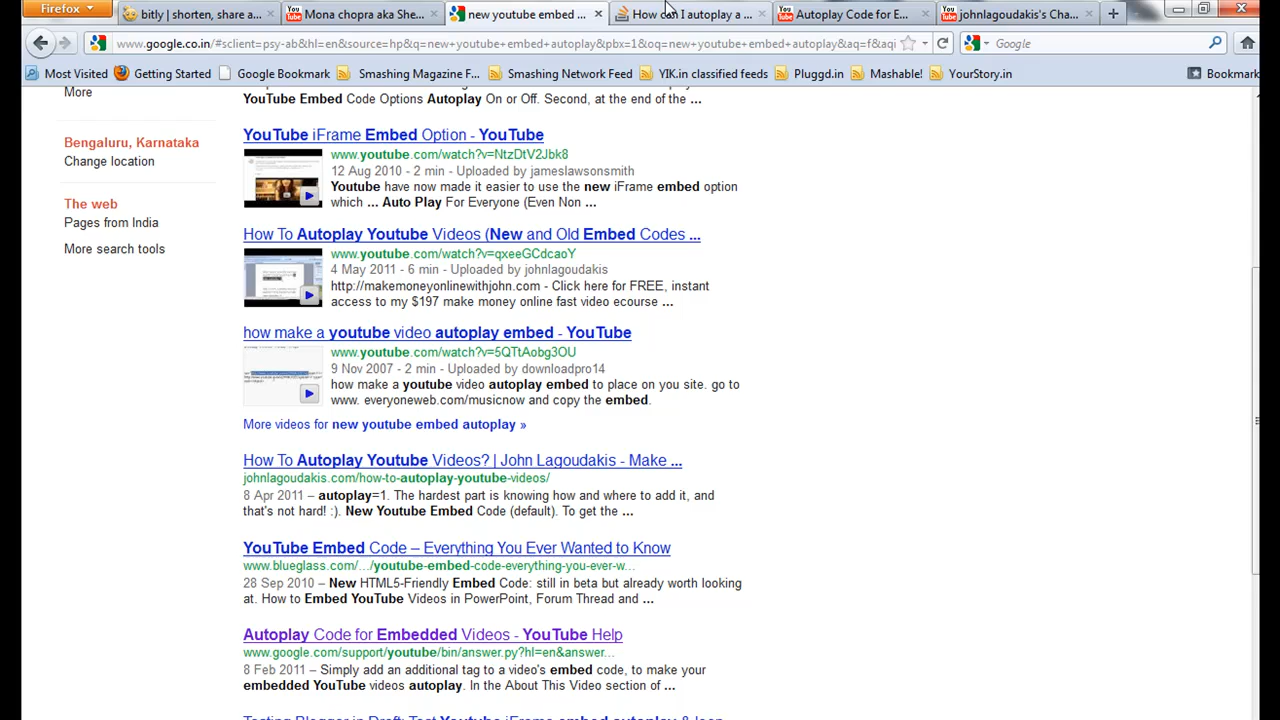 Firefox
bitly | shorten, share a...
Mona chopra aka She...
new youtube embed ...
How can I autoplay a ...
Autoplay Code for E...
johnlagoudakis's Cha...
www.google.co.in/#sclient=psy-ab&hl=en&source=hp&q=new+youtube+embed+autoplay&pbx=1&oq=new+youtube+embed+autoplay&aq=f&aqi
Google
Most Visited
Getting Started
Google Bookmark
Smashing Magazine F...
Smashing Network Feed
YIK.in classified feeds
Pluggd.in
Mashable!
YourStory.in
Bookmark
More
Bengaluru, Karnataka
Change location
The web
Pages from India
More search tools
YouTube Embed Code Options Autoplay On or Off. Second, at the end of the ...
YouTube iFrame Embed Option - YouTube
www.youtube.com/watch?v=NtzDtV2Jbk8
12 Aug 2010 - 2 min - Uploaded by jameslawsonsmith
Youtube have now made it easier to use the new iFrame embed option
which ... Auto Play For Everyone (Even Non ...
How To Autoplay Youtube Videos (New and Old Embed Codes ...
www.youtube.com/watch?v=qxeeGCdcaoY
4 May 2011 - 6 min - Uploaded by johnlagoudakis
http://makemoneyonlinewithjohn.com - Click here for FREE, instant
access to my $197 make money online fast video ecourse ...
how make a youtube video autoplay embed - YouTube
www.youtube.com/watch?v=5QTtAobg3OU
9 Nov 2007 - 2 min - Uploaded by downloadpro14
how make a youtube video autoplay embed to place on you site. go to
www. everyoneweb.com/musicnow and copy the embed.
More videos for new youtube embed autoplay »
How To Autoplay Youtube Videos? | John Lagoudakis - Make ...
johnlagoudakis.com/how-to-autoplay-youtube-videos/
8 Apr 2011 – autoplay=1. The hardest part is knowing how and where to add it, and
that's not hard! :). New Youtube Embed Code (default). To get the ...
YouTube Embed Code – Everything You Ever Wanted to Know
www.blueglass.com/.../youtube-embed-code-everything-you-ever-w...
28 Sep 2010 – New HTML5-Friendly Embed Code: still in beta but already worth looking
at. How to Embed YouTube Videos in PowerPoint, Forum Thread and ...
Autoplay Code for Embedded Videos - YouTube Help
www.google.com/support/youtube/bin/answer.py?hl=en&answer...
8 Feb 2011 – Simply add an additional tag to a video's embed code, to make your
embedded YouTube videos autoplay. In the About This Video section of ...
Testing Blogger in Draft: Test Youtube iFrame embed autoplay & loop